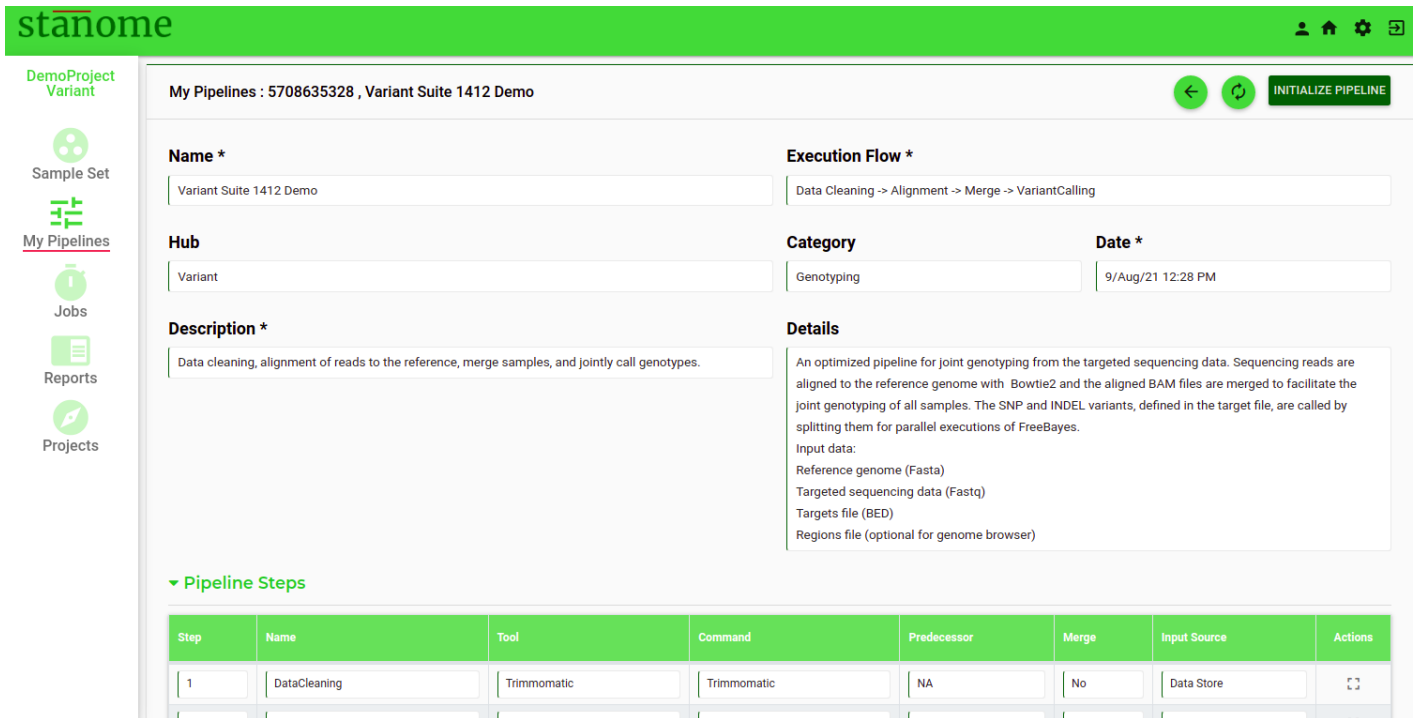 stanome
DemoProject
Variant
Sample Set
My Pipelines
Jobs
Reports
Projects
My Pipelines : 5708635328 , Variant Suite 1412 Demo
INITIALIZE PIPELINE
Name *
Variant Suite 1412 Demo
Execution Flow *
Data Cleaning -> Alignment -> Merge -> VariantCalling
Hub
Variant
Category
Genotyping
Date *
9/Aug/21 12:28 PM
Description *
Data cleaning, alignment of reads to the reference, merge samples, and jointly call genotypes.
Details
An optimized pipeline for joint genotyping from the targeted sequencing data. Sequencing reads are
aligned to the reference genome with  Bowtie2 and the aligned BAM files are merged to facilitate the
joint genotyping of all samples. The SNP and INDEL variants, defined in the target file, are called by
splitting them for parallel executions of FreeBayes.
Input data:
Reference genome (Fasta)
Targeted sequencing data (Fastq)
Targets file (BED)
Regions file (optional for genome browser)
Pipeline Steps
Step Name Tool Command Predecessor Merge Input Source Actions
1 DataCleaning Trimmomatic Trimmomatic NA No Data Store